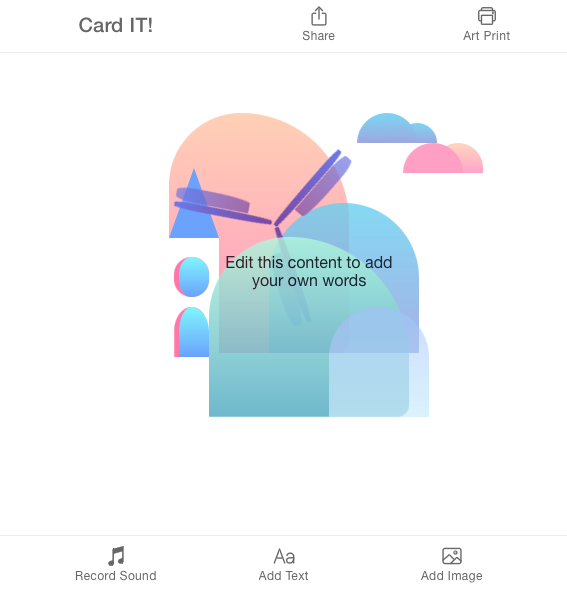 Card IT!
Share
Art Print
Edit this content to add
your own words
Record Sound
Add Text
Add Image